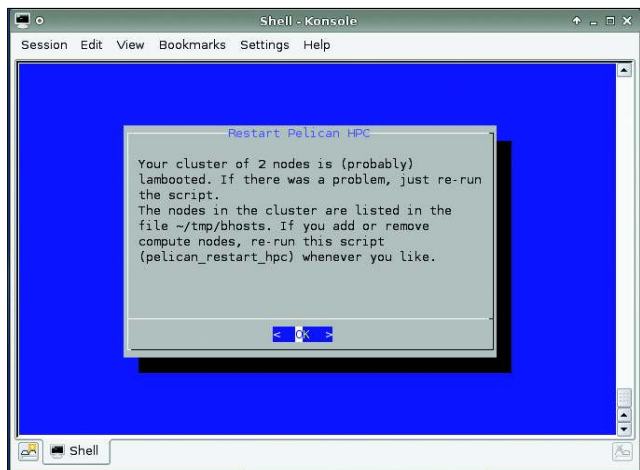 Shell - Konsole
Session Edit View Bookmarks Settings Help
Restart Pelican HPC
Your cluster of 2 nodes is (probably)
lambooted. If there was a problem, just re-run
the script.
The nodes in the cluster are listed in the
file ~/tmp/bhosts. If you add or remove
compute nodes, re-run this script
(pelican_restart_hpc) whenever you like.
< OK >
Shell